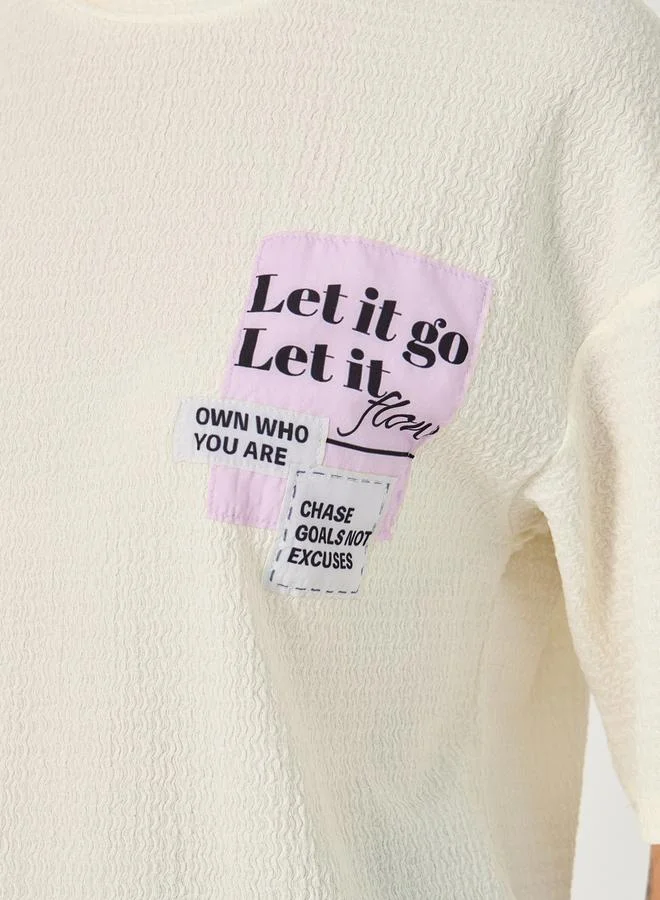 Let it go
Let it
flow
OWN WHO
YOU ARE
CHASE
GOALS NOT
EXCUSES